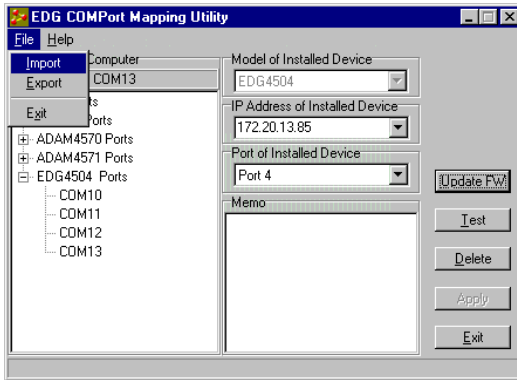 EDG COMPort Mapping Utility
File Help
Import
Export
Exit
Computer
COM13
Ports
ADAM4570 Ports
ADAM4571 Ports
EDG4504 Ports
COM10
COM11
COM12
COM13
Model of Installed Device
EDG4504
IP Address of Installed Device
172.20.13.85
Port of Installed Device
Port 4
Memo
Update FW
Test
Delete
Apply
Exit